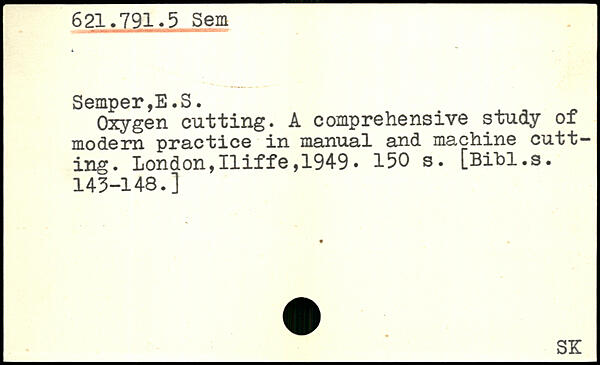 621.791.5 Sem
Semper,E.S.
Oxygen cutting. A comprehensive study of
modern practice in manual and machine cutt-
ing. London,Iliffe,1949. 150 s. [Bibl.s.
143-148.]
SK